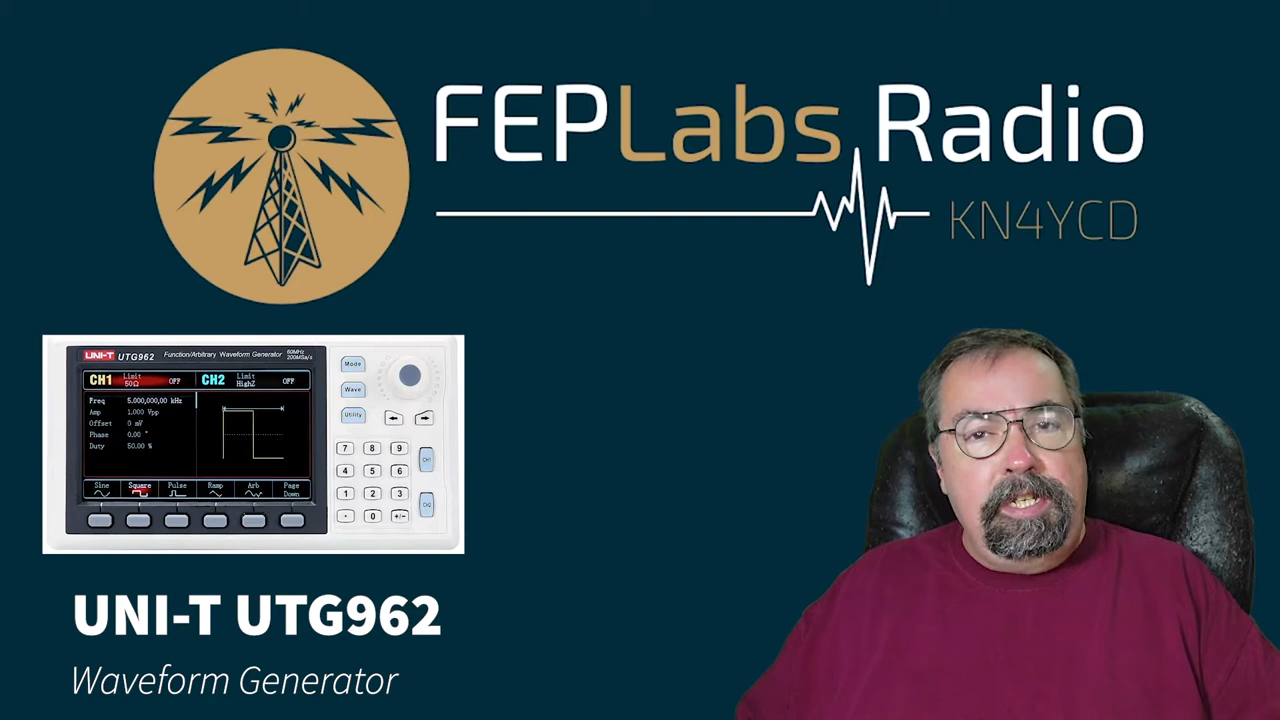 FEPLabs Radio
KN4YCD
UNI-T UTG962 Function/Arbitrary Waveform Generator 60MHz 200MSa/s
CH1 Limit 50Ω OFF CH2 Limit HighZ OFF
Freq 5.000,000,00 kHz
Amp 1.000 Vpp
Offset 0 mV
Phase 0.00 °
Duty 50.00 %
Sine Square Pulse Ramp Arb Page Down
Mode
Wave
Utility
7 8 9
4 5 6
1 2 3
. 0 +/-
CH1
CH2
UNI-T UTG962
Waveform Generator